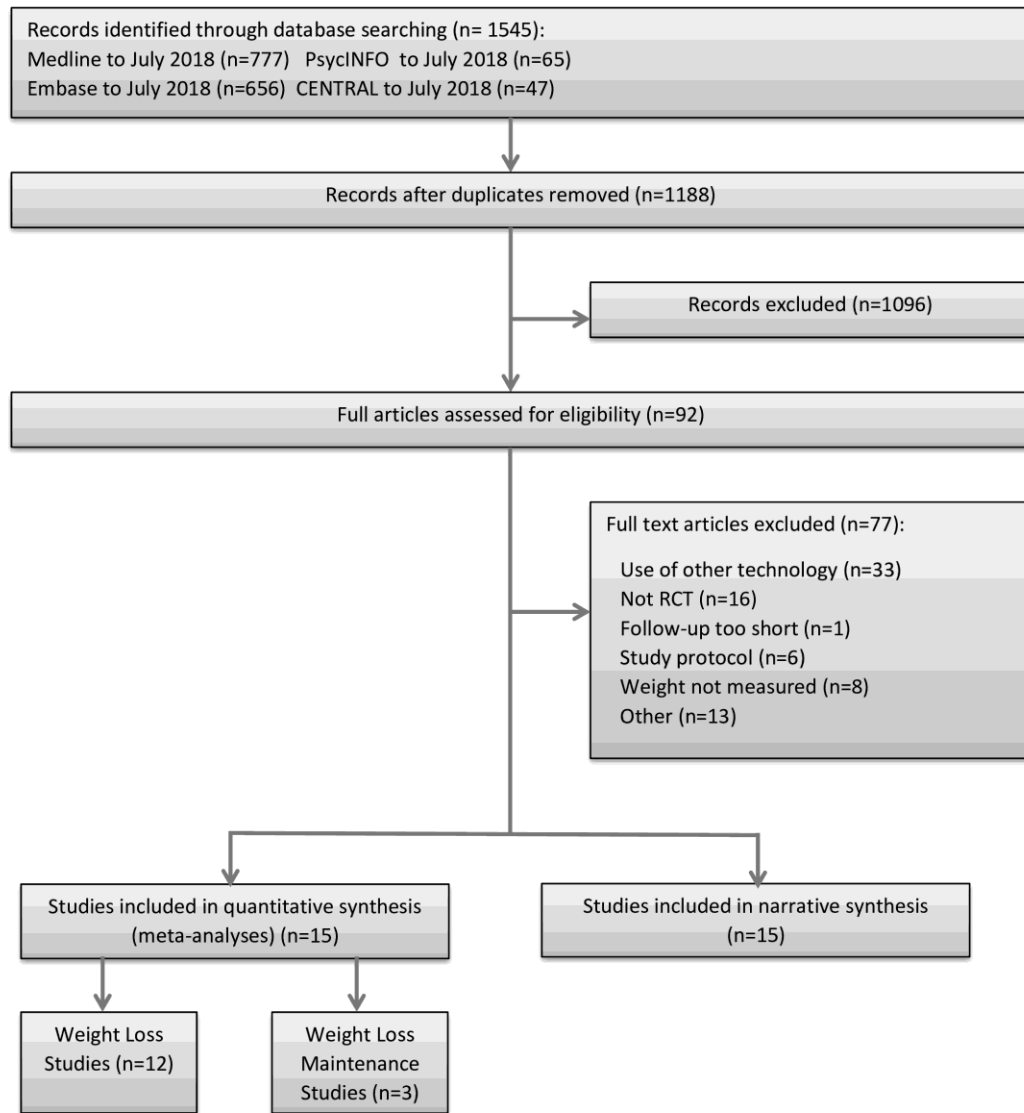 Records identified through database searching (n= 1545):
Medline to July 2018 (n=777) PsycINFO to July 2018 (n=65)
Embase to July 2018 (n=656) CENTRAL to July 2018 (n=47)
Records after duplicates removed (n=1188)
Records excluded (n=1096)
Full articles assessed for eligibility (n=92)
Full text articles excluded (n=77):
Use of other technology (n=33)
Not RCT (n=16)
Follow-up too short (n=1)
Study protocol (n=6)
Weight not measured (n=8)
Other (n=13)
Studies included in quantitative synthesis
(meta-analyses) (n=15)
Studies included in narrative synthesis
(n=15)
Weight Loss
Studies (n=12)
Weight Loss
Maintenance
Studies (n=3)